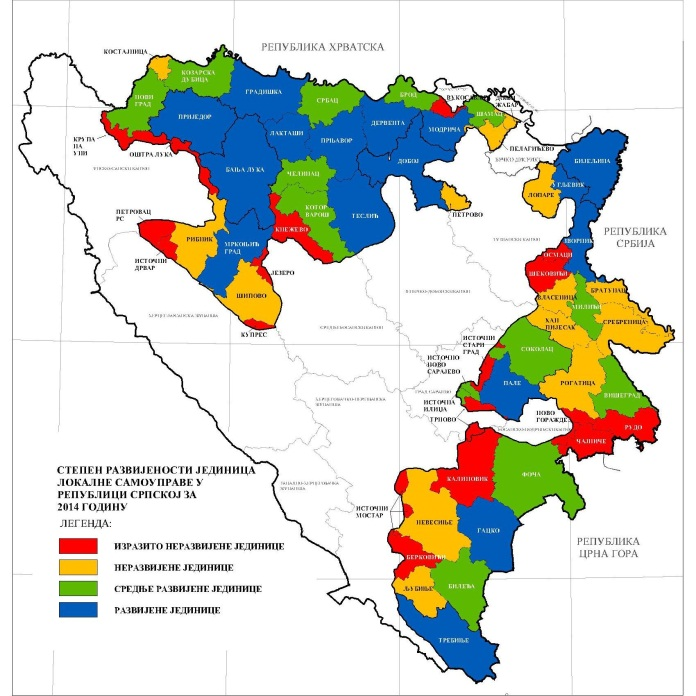 РЕПУБЛИКА ХРВАТСКА
КОСТАЈНИЦА
КОЗАРСКА
ДУБИЦА
НОВИ
ГРАД
ГРАДИШКА
СРБАЦ
БРОД
ВУКОСАВЉЕ
ДОЊИ
ЖАБАР
ШАМАЦ
ПРИЈЕДОР
КРУПА
НА
УНИ
ОШТРА ЛУКА
ЛАКТАШИ
ПРЊАВОР
ДЕРВЕНТА
МОДРИЧА
ПЕЛАГИЋЕВО
ДОБОЈ
БИЈЕЉИНА
БАЊА ЛУКА
ЧЕЛИНАЦ
УГЉЕВИК
ЛОПАРЕ
КОТОР
ВАРОШ
ТЕСЛИЋ
ПЕТРОВО
ПЕТРОВАЦ
РС
КНЕЖЕВО
РИБНИК
МРКОЊИЋ
ГРАД
ЗВОРНИК
РЕПУБЛИКА
СРБИЈА
ИСТОЧНИ
ДРВАР
ЈЕЗЕРО
ОСМАЦИ
ШЕКОВИЋИ
ШИПОВО
БРАТУНАЦ
ВЛАСЕНИЦА
МИЛИЋИ
СРЕБРЕНИЦА
КУПРЕС
ХАН
ПИЈЕСАК
ИСТОЧНИ
СТАРИ
ГРАД
СОКОЛАЦ
ИСТОЧНО
НОВО
САРАЈЕВО
ПАЛЕ
РОГАТИЦА
ВИШЕГРАД
ИСТОЧНА
ИЛИЏА
ТРНОВО
НОВО
ГОРАЖДЕ
РУДО
ЧАЈНИЧЕ
СТЕПЕН РАЗВИЈЕНОСТИ ЈЕДИНИЦА
ЛОКАЛНЕ САМОУПРАВЕ У
РЕПУБЛИЦИ СРПСКОЈ ЗА
2014 ГОДИНУ
КАЛИНОВИК
ФОЧА
ИСТОЧНИ
МОСТАР
НЕВЕСИЊЕ
ГАЦКО
РЕПУБЛИКА
ЦРНА ГОРА
ЛЕГЕНДА:
ИЗРАЗИТО НЕРАЗВИЈЕНЕ ЈЕДИНИЦЕ
НЕРАЗВИЈЕНЕ ЈЕДИНИЦЕ
СРЕДЊЕ РАЗВИЈЕНЕ ЈЕДИНИЦЕ
РАЗВИЈЕНЕ ЈЕДИНИЦЕ
БЕРКОВИЋИ
ЉУБИЊЕ
БИЛЕЋА
ТРЕБИЊЕ